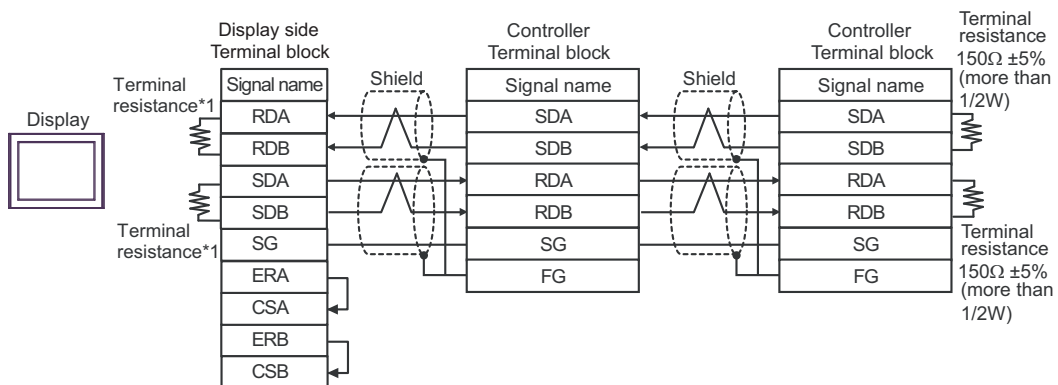 Display
Terminal
resistance*1
Terminal
resistance*1
Display side
Terminal block
Signal name
RDA
RDB
SDA
SDB
SG
ERA
CSA
ERB
CSB
Shield
Controller
Terminal block
Signal name
SDA
SDB
RDA
RDB
SG
FG
Shield
Controller
Terminal block
Signal name
SDA
SDB
RDA
RDB
SG
FG
Terminal
resistance
150Ω ±5%
(more than
1/2W)
Terminal
resistance
150Ω ±5%
(more than
1/2W)